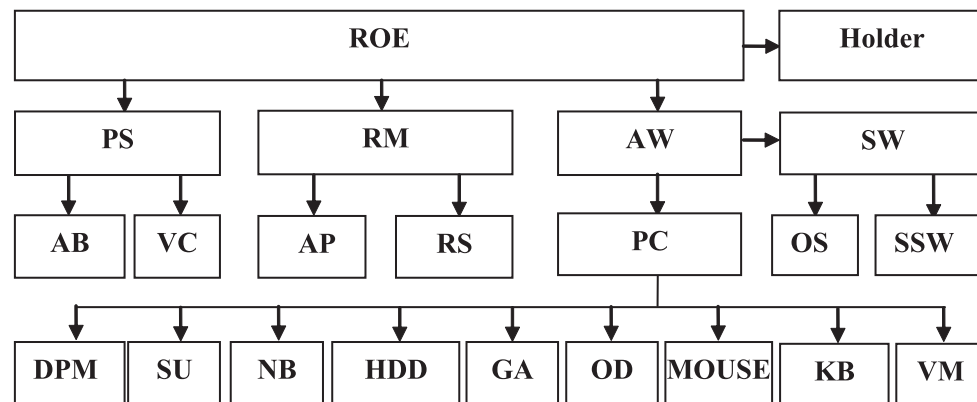 ROE Holder
PS RM AW SW
AB VC AP RS PC OS SSW
DPM SU NB HDD GA OD MOUSE KB VM